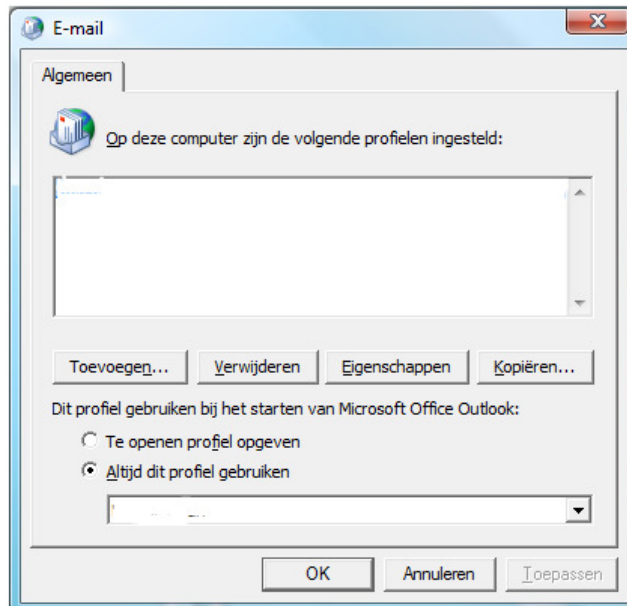 E-mail
Algemeen
Op deze computer zijn de volgende profielen ingesteld:
Toevoegen... Verwijderen Eigenschappen Kopiëren...
Dit profiel gebruiken bij het starten van Microsoft Office Outlook:
Te openen profiel opgeven
Altijd dit profiel gebruiken
OK Annuleren Toepassen